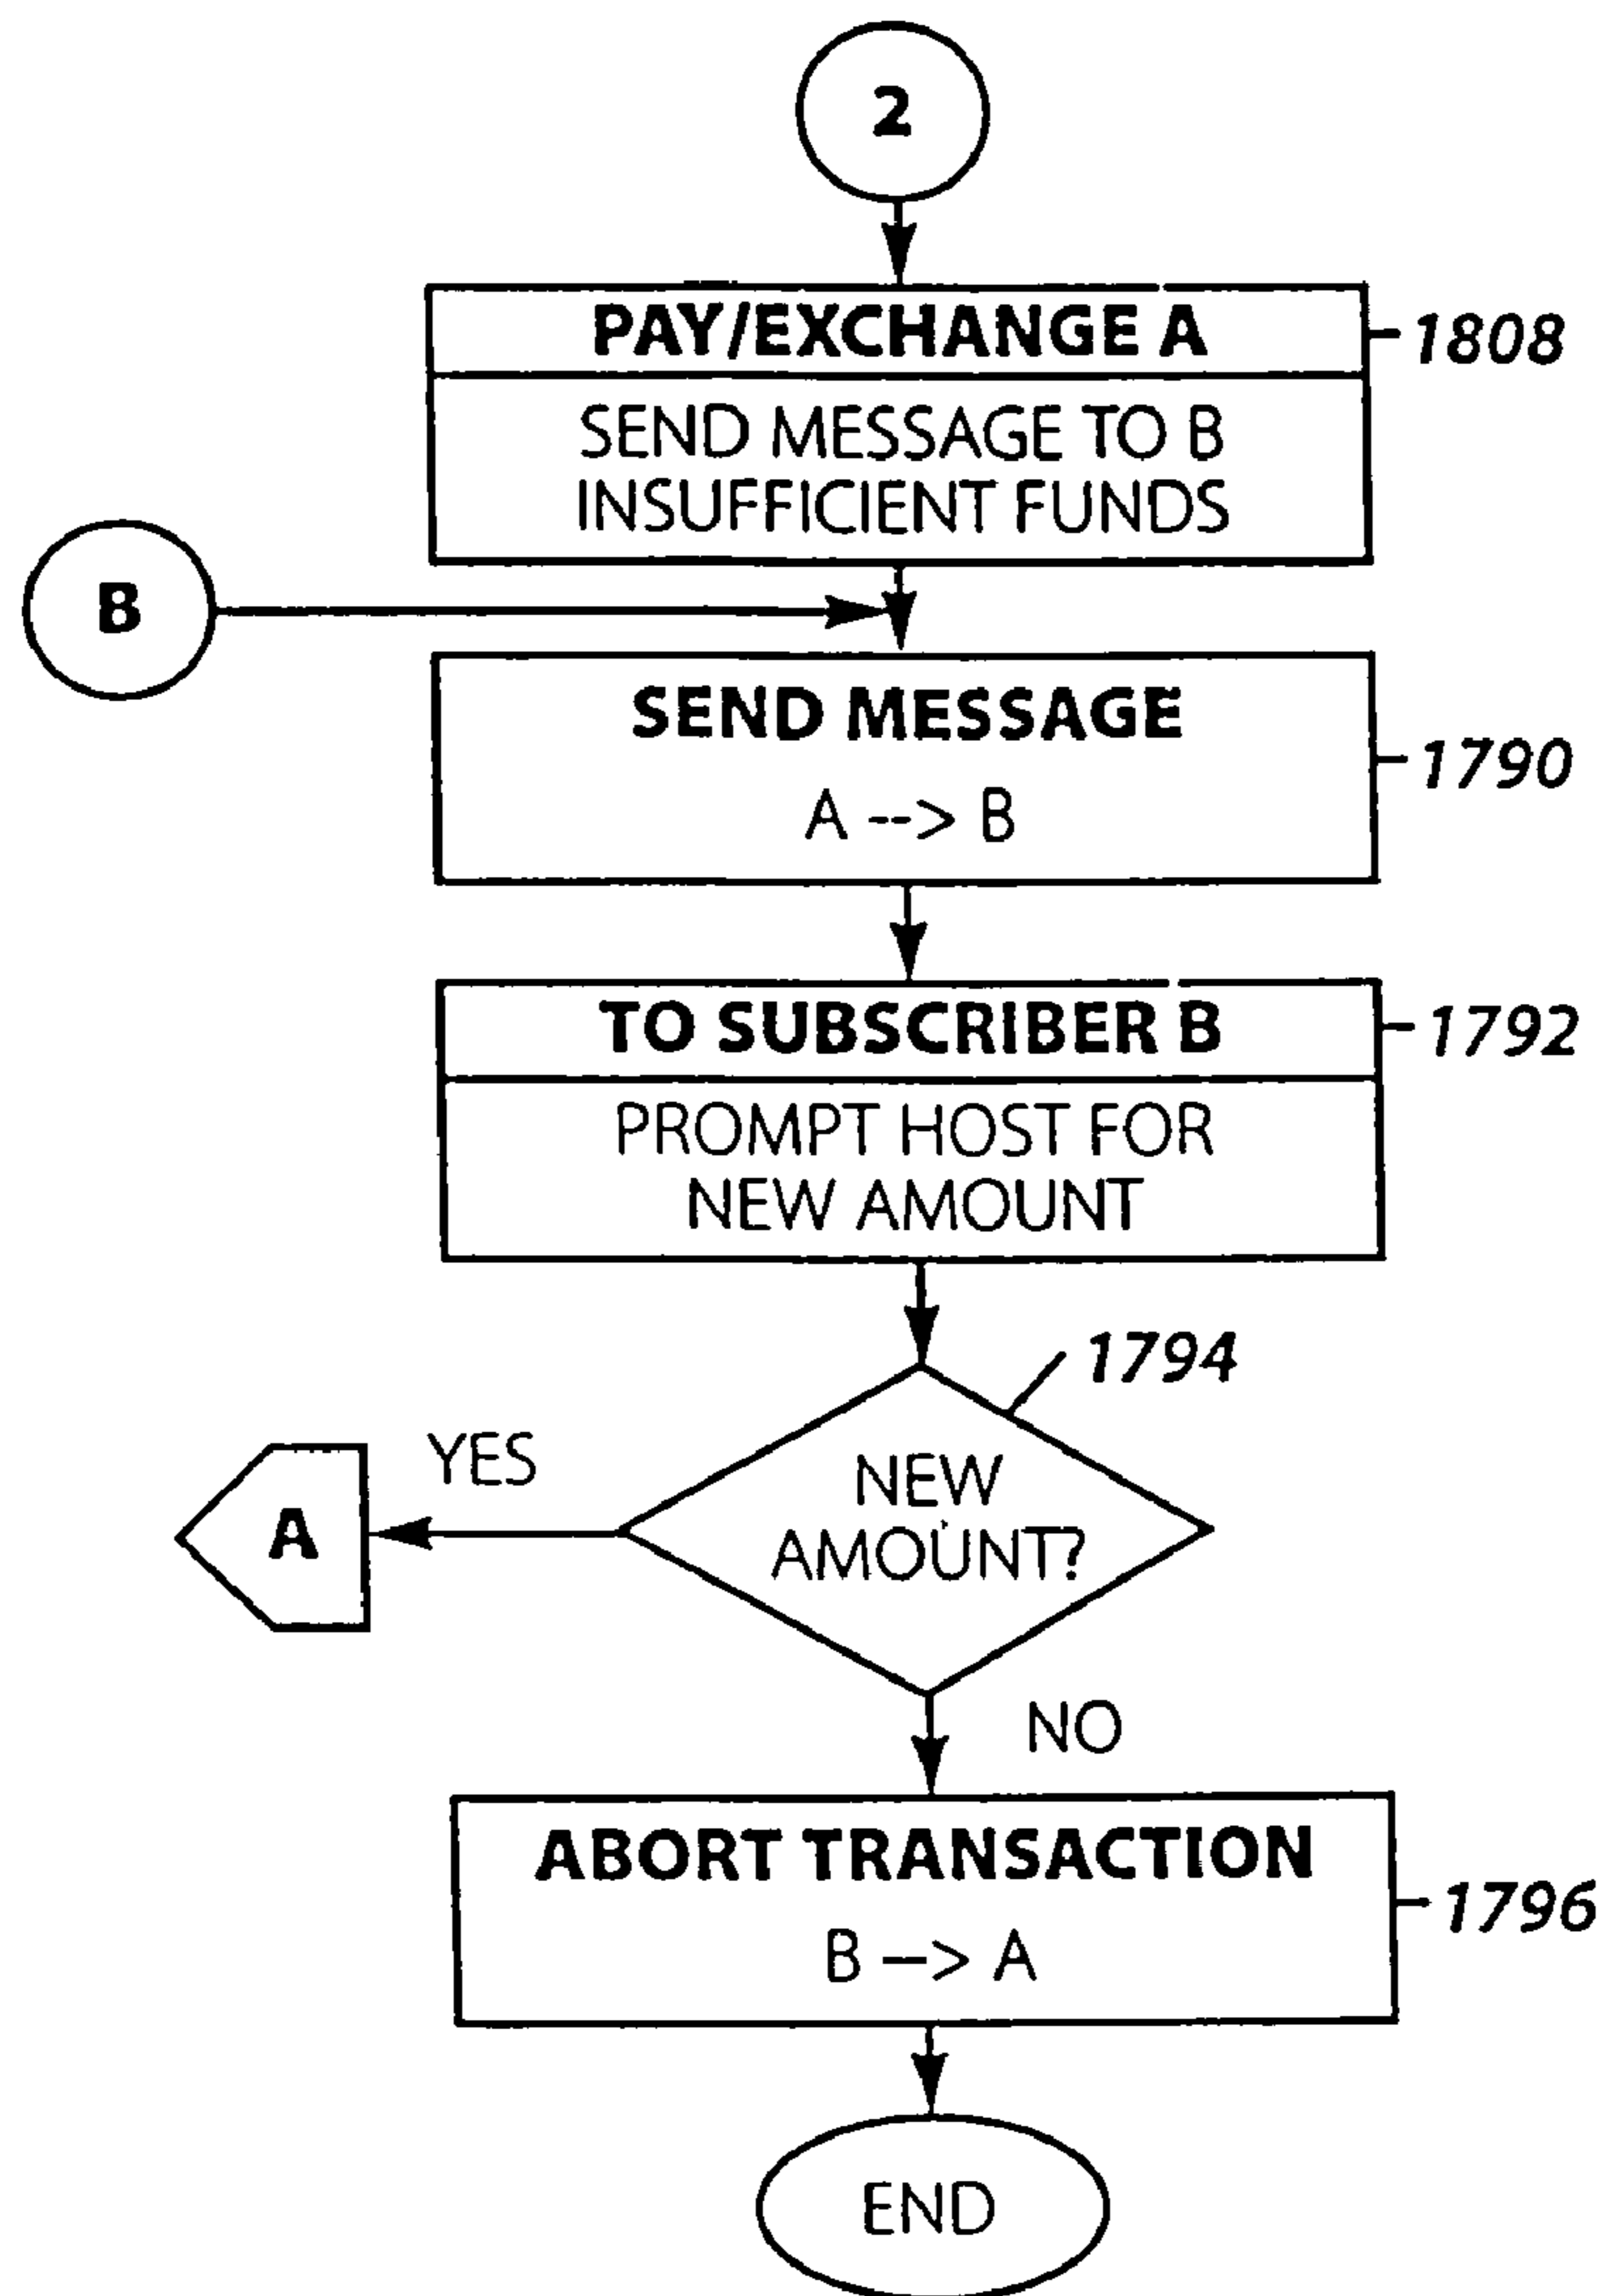 2
PAY/EXCHANGE A
1808
SEND MESSAGE TO B
INSUFFICIENT FUNDS
B
SEND MESSAGE
1790
A --> B
TO SUBSCRIBER B
1792
PROMPT HOST FOR
NEW AMOUNT
1794
YES
NEW
AMOUNT?
A
NO
ABORT TRANSACTION
1796
B --> A
END